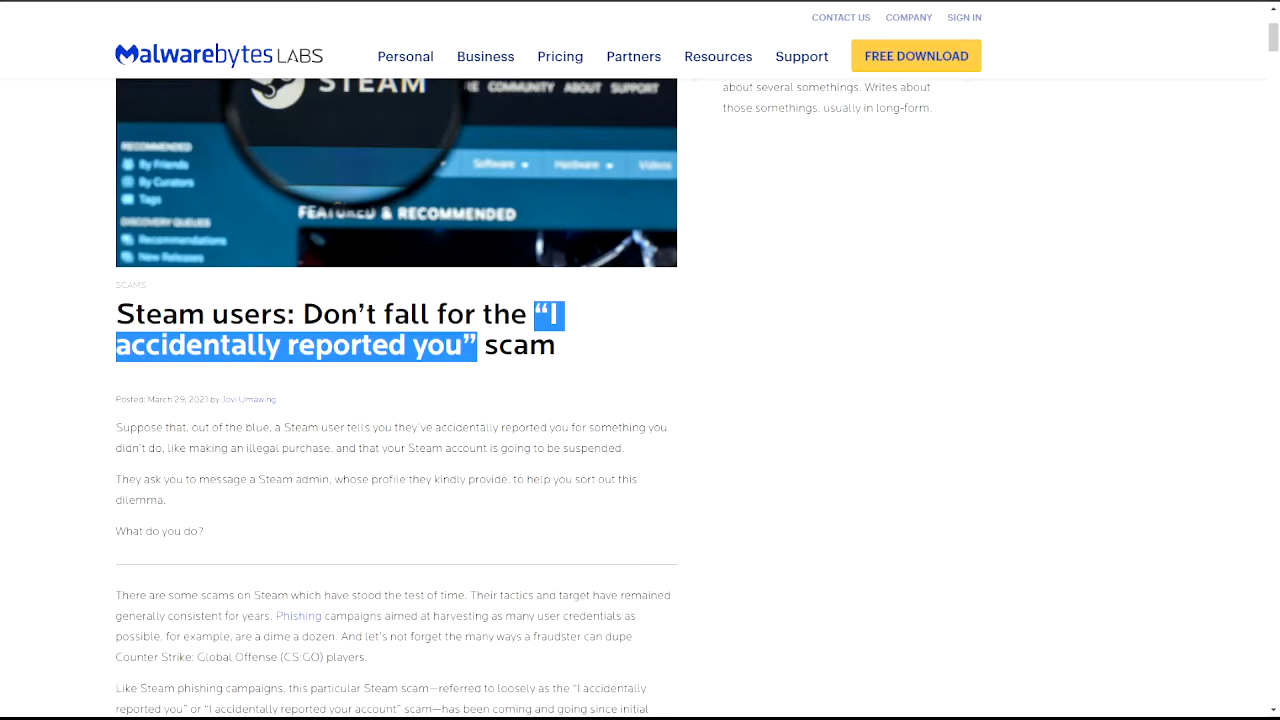 CONTACT US COMPANY SIGN IN
Malwarebytes LABS Personal Business Pricing Partners Resources Support FREE DOWNLOAD
STEAM
COMMUNITY ABOUT SUPPORT
RECOMMENDED
By Friends
By Curators
Tags
DISCOVERY QUEUES
Recommendations
New Releases
Software Hardware Videos
FEATURED & RECOMMENDED
about several somethings. Writes about
those somethings, usually in long-form.
SCAMS
Steam users: Don’t fall for the “I
accidentally reported you” scam
Posted: March 29, 2021 by Jovi Umawing
Suppose that, out of the blue, a Steam user tells you they’ve accidentally reported you for something you
didn’t do, like making an illegal purchase, and that your Steam account is going to be suspended.
They ask you to message a Steam admin, whose profile they kindly provide, to help you sort out this
dilemma.
What do you do?
There are some scams on Steam which have stood the test of time. Their tactics and target have remained
generally consistent for years. Phishing campaigns aimed at harvesting as many user credentials as
possible, for example, are a dime a dozen. And let’s not forget the many ways a fraudster can dupe
Counter Strike: Global Offense (CS:GO) players.
Like Steam phishing campaigns, this particular Steam scam—referred to loosely as the “I accidentally
reported you” or “I accidentally reported your account” scam—has been coming and going since initial